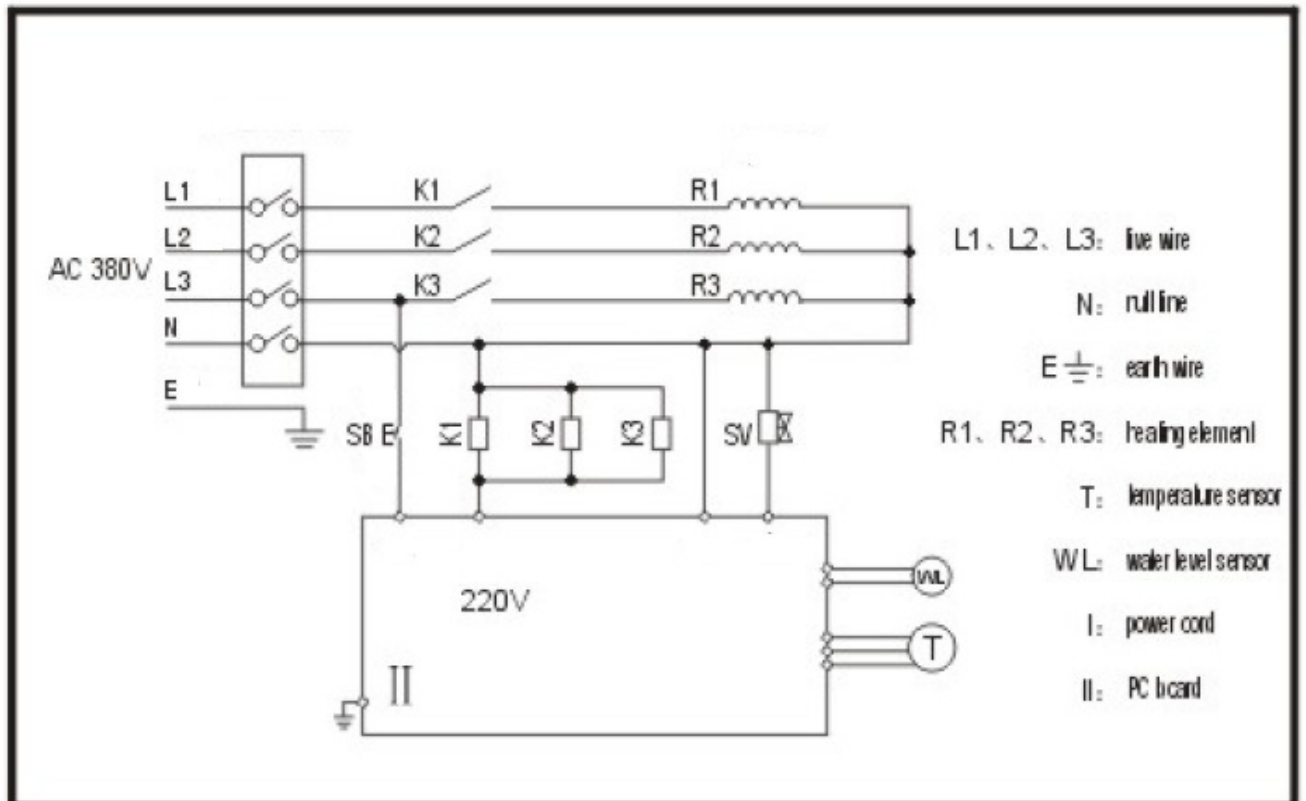 L1
K1
R1
L2
K2
R2
AC 380V
L3
K3
R3
N
E
SB E
K1
K2
K3
SV
220V
II
WL
T
L1、L2、L3: live wire
N: null line
E : earth wire
R1、R2、R3: heating element
T: temperature sensor
WL: water level sensor
I: power cord
II: PC board